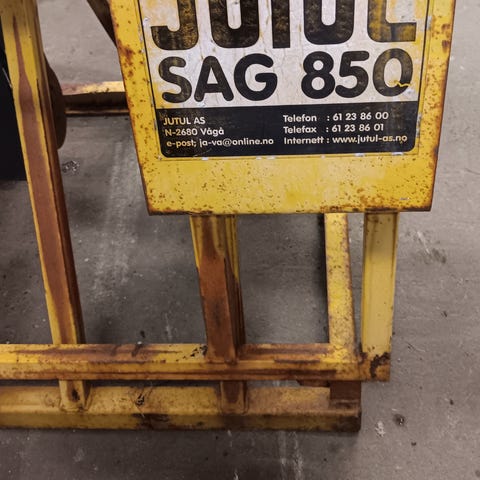 JUTUL
SAG 850
JUTUL AS
N-2680 Vågå
e-post; ja-va@online.no
Telefon : 61 23 86 00
Telefax : 61 23 86 01
Internett : www.jutul-as.no